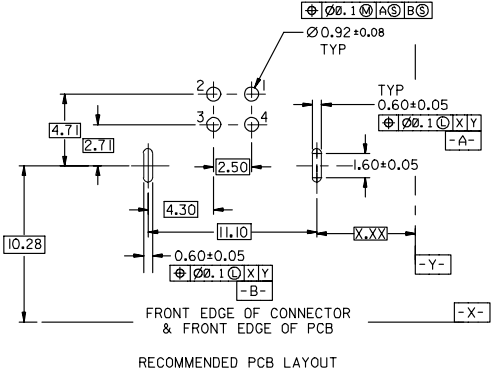 ⌖ Ø0.1 Ⓜ A Ⓢ B Ⓢ
Ø 0.92 ±0.08
TYP
2 1
3 4
TYP
0.60±0.05
⌖ Ø0.1 Ⓛ X Y
-A-
4.71
2.71
2.50
1.60±0.05
4.30
11.10
X.XX
10.28
0.60±0.05
⌖ Ø0.1 Ⓛ X Y
-B-
-Y-
-X-
FRONT EDGE OF CONNECTOR
& FRONT EDGE OF PCB
RECOMMENDED PCB LAYOUT